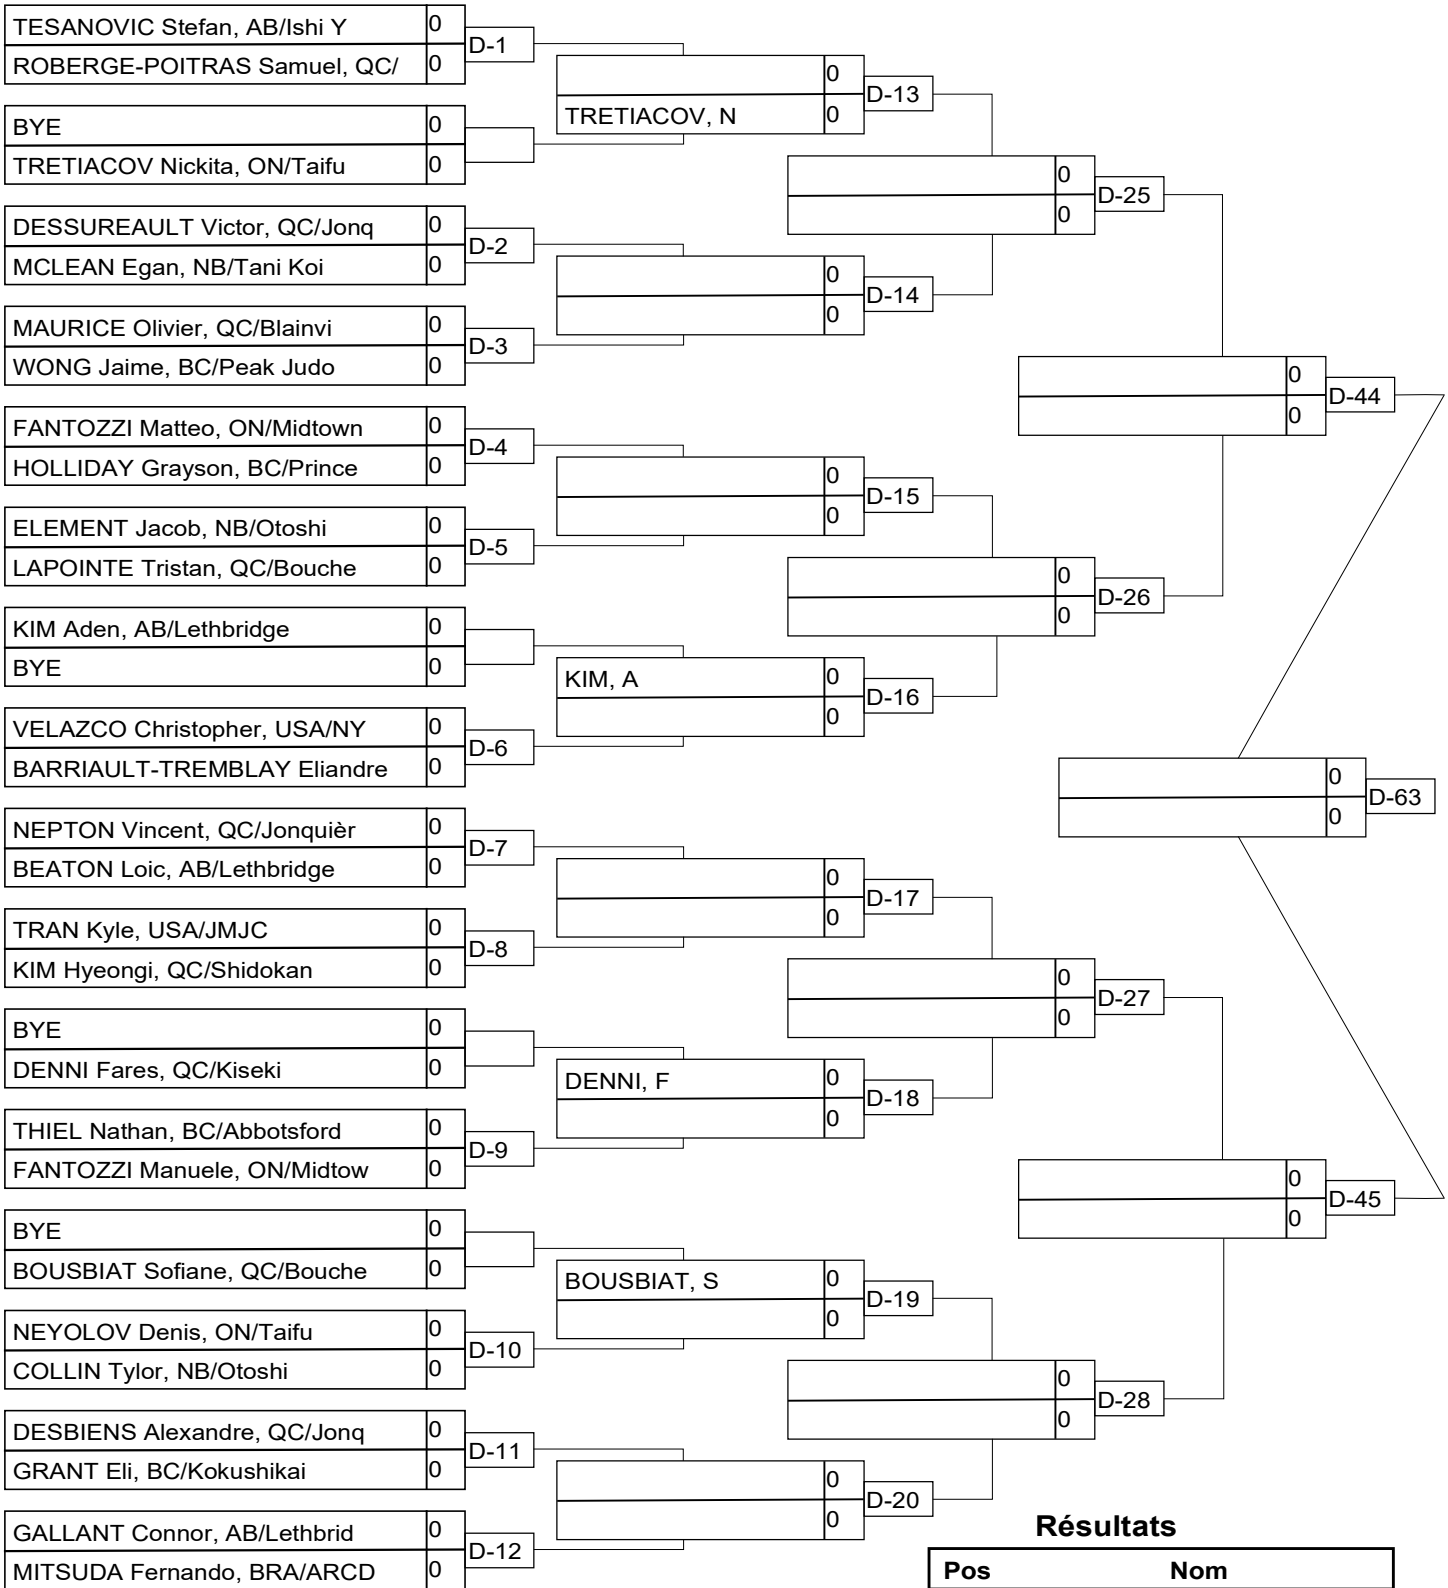 TESANOVIC Stefan, AB/Ishi Y 0
ROBERGE-POITRAS Samuel, QC/ 0
D-1
BYE 0
TRETIACOV Nickita, ON/Taifu 0
DESSUREAULT Victor, QC/Jonq 0
MCLEAN Egan, NB/Tani Koi 0
D-2
MAURICE Olivier, QC/Blainvi 0
WONG Jaime, BC/Peak Judo 0
D-3
FANTOZZI Matteo, ON/Midtown 0
HOLLIDAY Grayson, BC/Prince 0
D-4
ELEMENT Jacob, NB/Otoshi 0
LAPOINTE Tristan, QC/Bouche 0
D-5
KIM Aden, AB/Lethbridge 0
BYE 0
VELAZCO Christopher, USA/NY 0
BARRIAULT-TREMBLAY Eliandre 0
D-6
NEPTON Vincent, QC/Jonquièr 0
BEATON Loic, AB/Lethbridge 0
D-7
TRAN Kyle, USA/JMJC 0
KIM Hyeongi, QC/Shidokan 0
D-8
BYE 0
DENNI Fares, QC/Kiseki 0
THIEL Nathan, BC/Abbotsford 0
FANTOZZI Manuele, ON/Midtow 0
D-9
BYE 0
BOUSBIAT Sofiane, QC/Bouche 0
NEYOLOV Denis, ON/Taifu 0
COLLIN Tylor, NB/Otoshi 0
D-10
DESBIENS Alexandre, QC/Jonq 0
GRANT Eli, BC/Kokushikai 0
D-11
GALLANT Connor, AB/Lethbrid 0
MITSUDA Fernando, BRA/ARCD 0
D-12
0
TRETIACOV, N 0
D-13
0
0
D-14
0
0
D-15
KIM, A 0
0
D-16
0
0
D-17
DENNI, F 0
0
D-18
BOUSBIAT, S 0
0
D-19
0
0
D-20
0
0
D-25
0
0
D-26
0
0
D-27
0
0
D-28
0
0
D-44
0
0
D-45
0
0
D-63
Résultats
Pos Nom